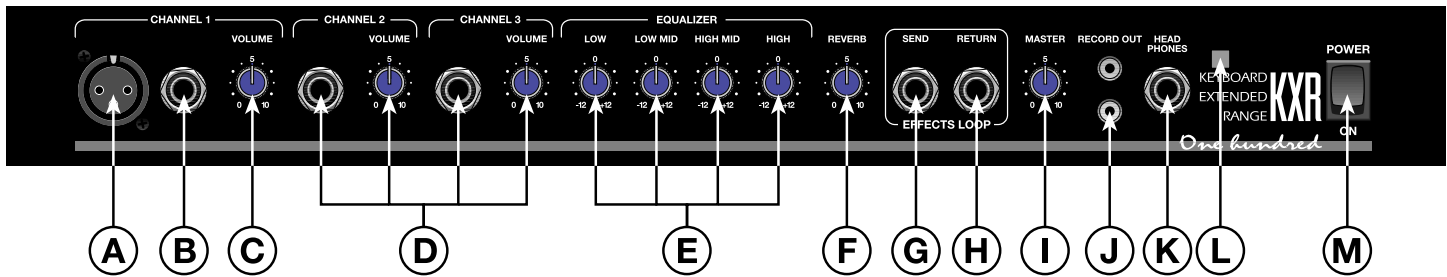 CHANNEL 1 CHANNEL 2 CHANNEL 3 EQUALIZER
VOLUME VOLUME VOLUME LOW LOW MID HIGH MID HIGH REVERB SEND RETURN MASTER RECORD OUT HEAD PHONES POWER
5 5 5 0 0 0 0 5 5
0 10 0 10 0 10 -12 +12 -12 +12 -12 +12 -12 +12 0 10 0 10
EFFECTS LOOP
KEYBOARD
EXTENDED
RANGE
KXR
One hundred
ON
A B C D E F G H I J K L M